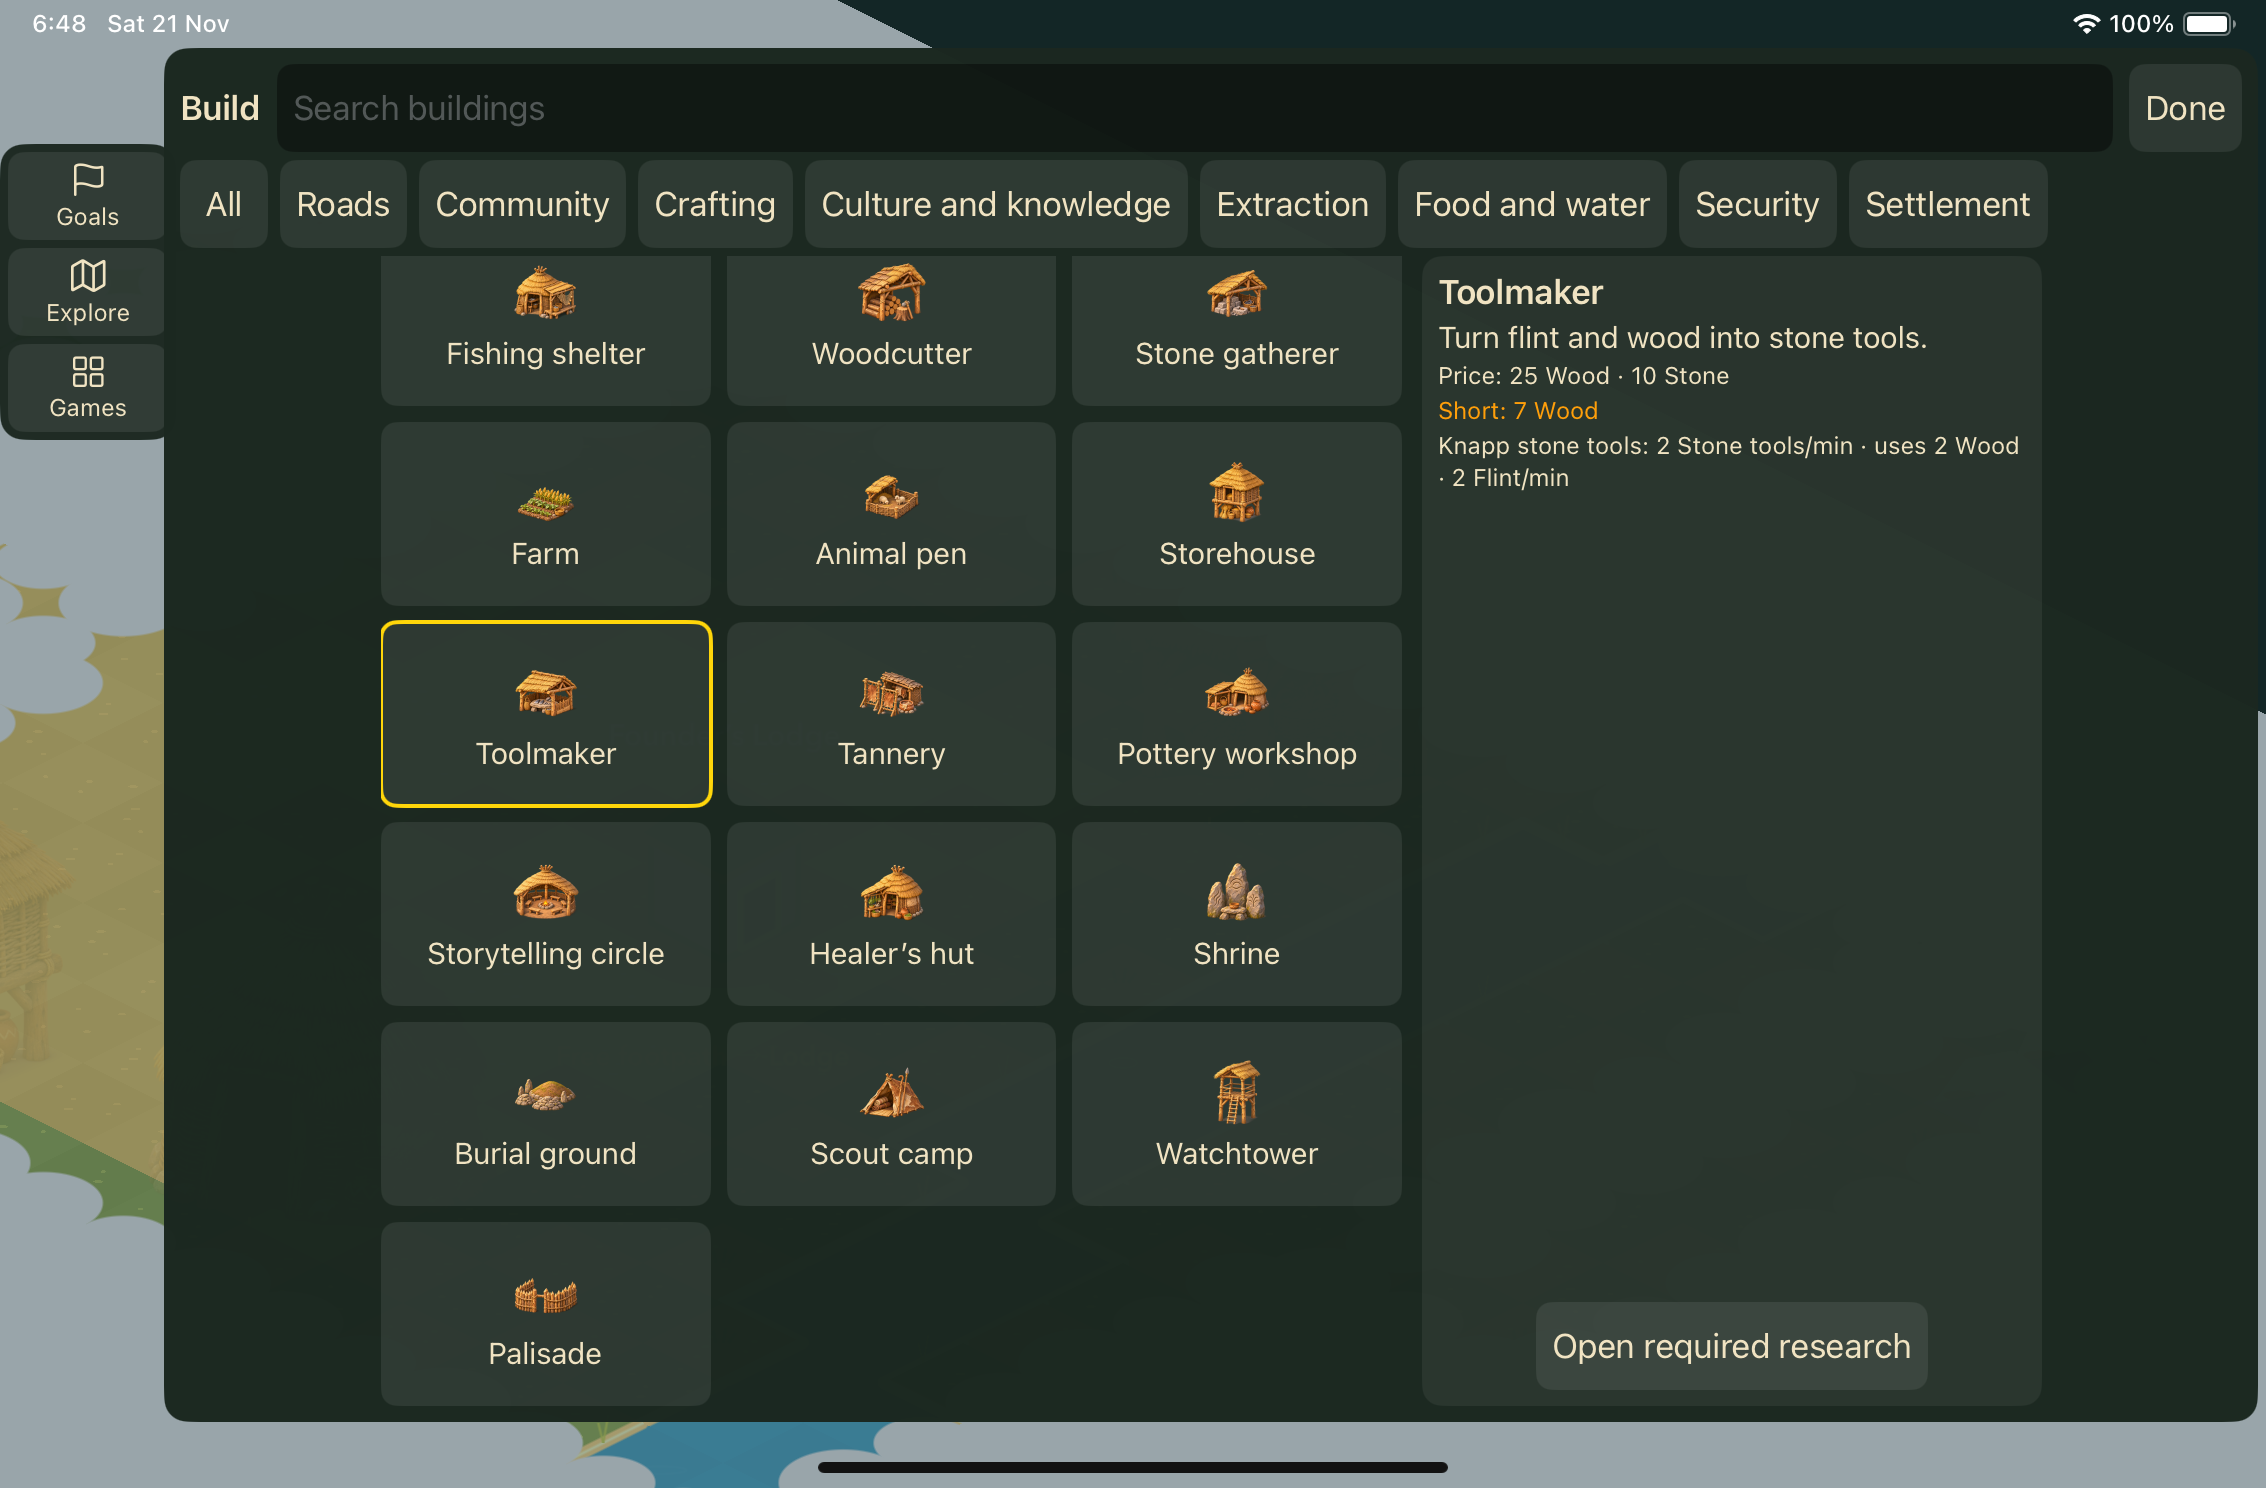 6:48 Sat 21 Nov
100%
Build
Search buildings
Done
Goals
Explore
Games
All
Roads
Community
Crafting
Culture and knowledge
Extraction
Food and water
Security
Settlement
Fishing shelter
Woodcutter
Stone gatherer
Farm
Animal pen
Storehouse
Toolmaker
Tannery
Pottery workshop
Storytelling circle
Healer’s hut
Shrine
Burial ground
Scout camp
Watchtower
Palisade
Toolmaker
Turn flint and wood into stone tools.
Price: 25 Wood · 10 Stone
Short: 7 Wood
Knapp stone tools: 2 Stone tools/min · uses 2 Wood
· 2 Flint/min
Open required research